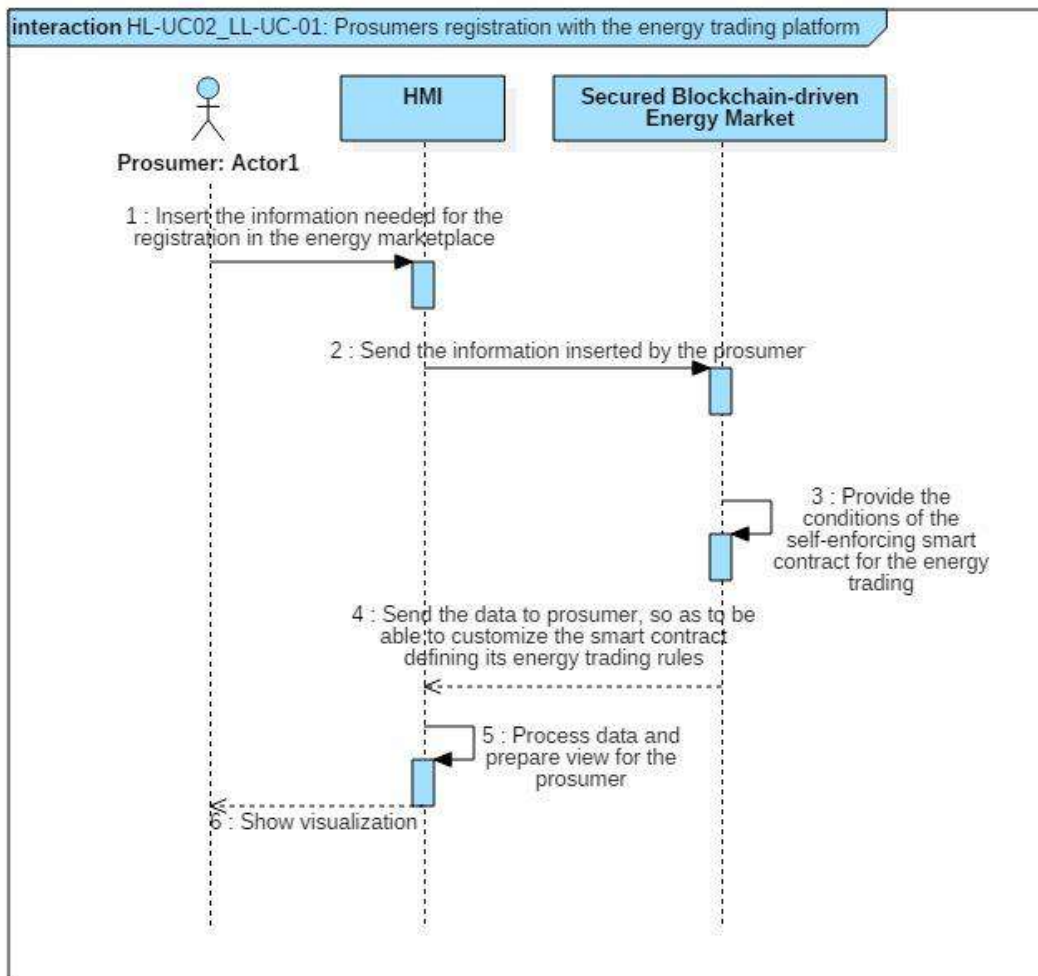 interaction HL-UC02_LL-UC-01: Prosumers registration with the energy trading platform
HMI
Secured Blockchain-driven
Energy Market
Prosumer: Actor1
1 : Insert the information needed for the
registration in the energy marketplace
2 : Send the information inserted by the prosumer
3 : Provide the
conditions of the
self-enforcing smart
contract for the energy
trading
4 : Send the data to prosumer, so as to be
able to customize the smart contract
defining its energy trading rules
5 : Process data and
prepare view for the
prosumer
6 : Show visualization